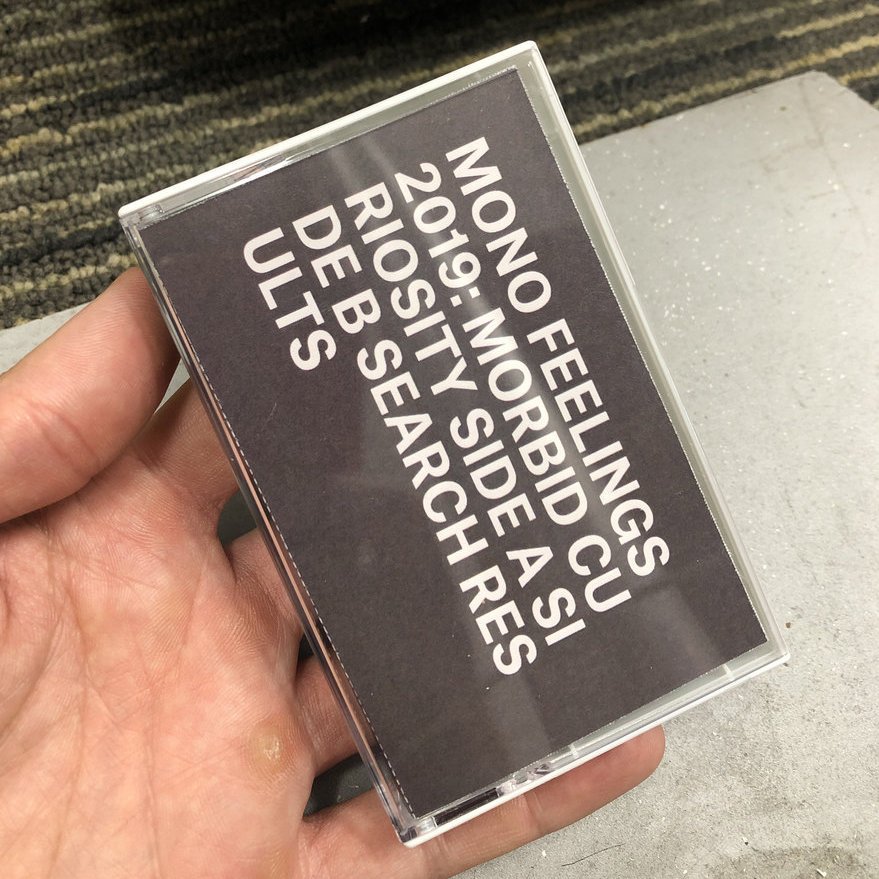 MONO FEELINGS
2019: MORBID CU
RIOSITY SIDE A SI
DE B SEARCH RES
ULTS